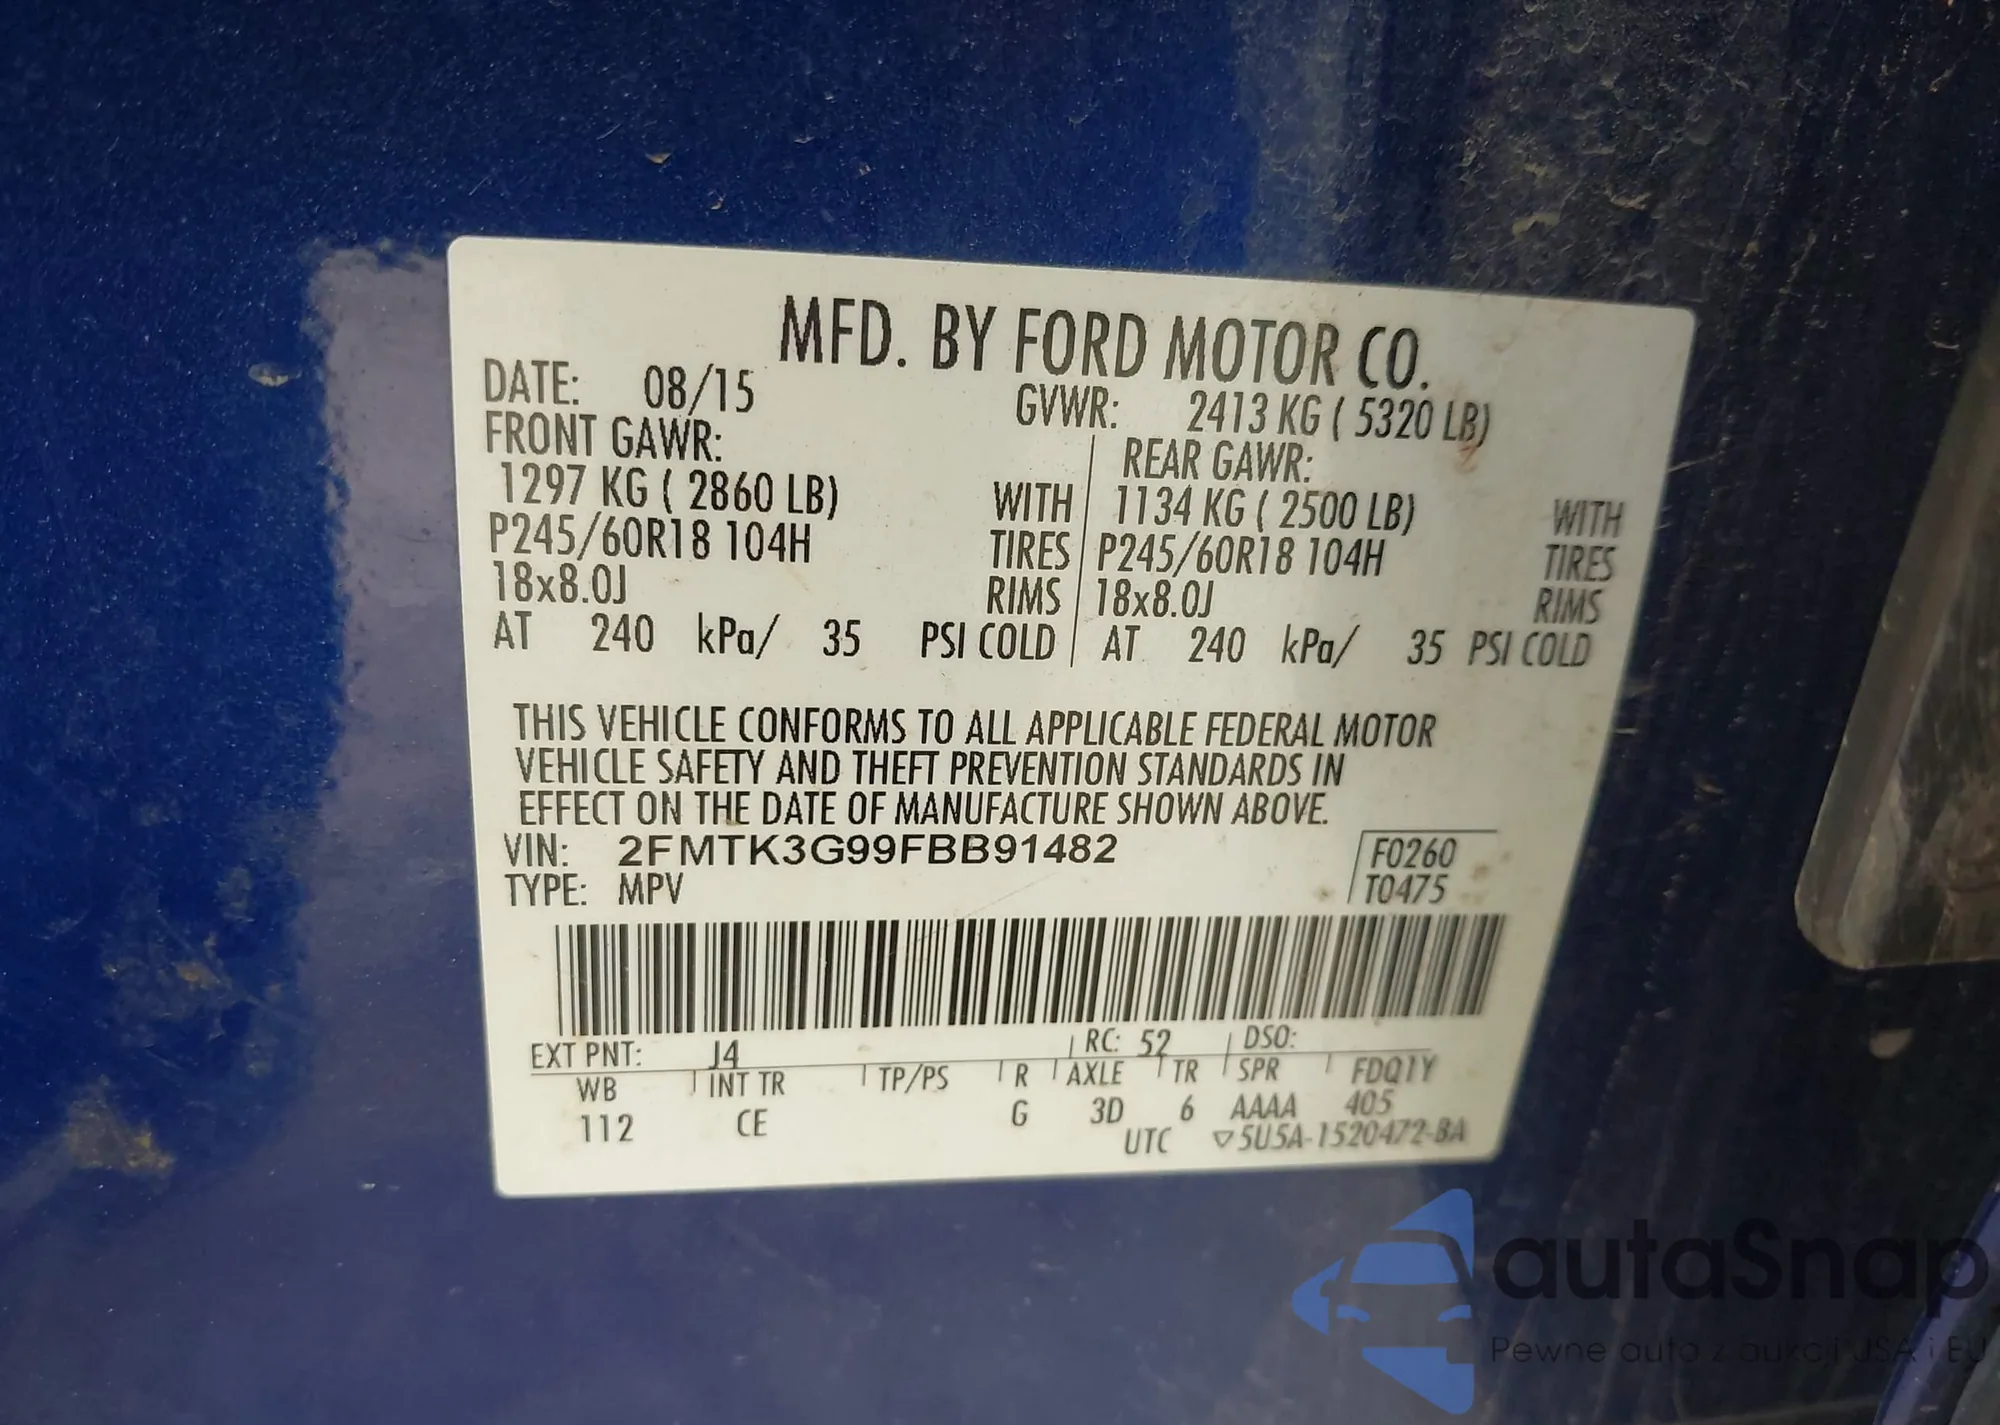 MFD. BY FORD MOTOR CO.
DATE: 08/15 GVWR: 2413 KG ( 5320 LB)
FRONT GAWR: REAR GAWR:
1297 KG ( 2860 LB) WITH 1134 KG ( 2500 LB) WITH
P245/60R18 104H TIRES P245/60R18 104H TIRES
18x8.0J RIMS 18x8.0J RIMS
AT 240 kPa/ 35 PSI COLD AT 240 kPa/ 35 PSI COLD
THIS VEHICLE CONFORMS TO ALL APPLICABLE FEDERAL MOTOR
VEHICLE SAFETY AND THEFT PREVENTION STANDARDS IN
EFFECT ON THE DATE OF MANUFACTURE SHOWN ABOVE.
VIN: 2FMTK3G99FBB91482 F0260
TYPE: MPV T0475
EXT PNT: J4 RC: 52 DSO:
WB INT TR TP/PS R AXLE TR SPR FDQ1Y
112 CE G 3D 6 AAAA 405
UTC ▽5U5A-1520472-BA
autaSnap
Pewne auto z aukcji USA i EU